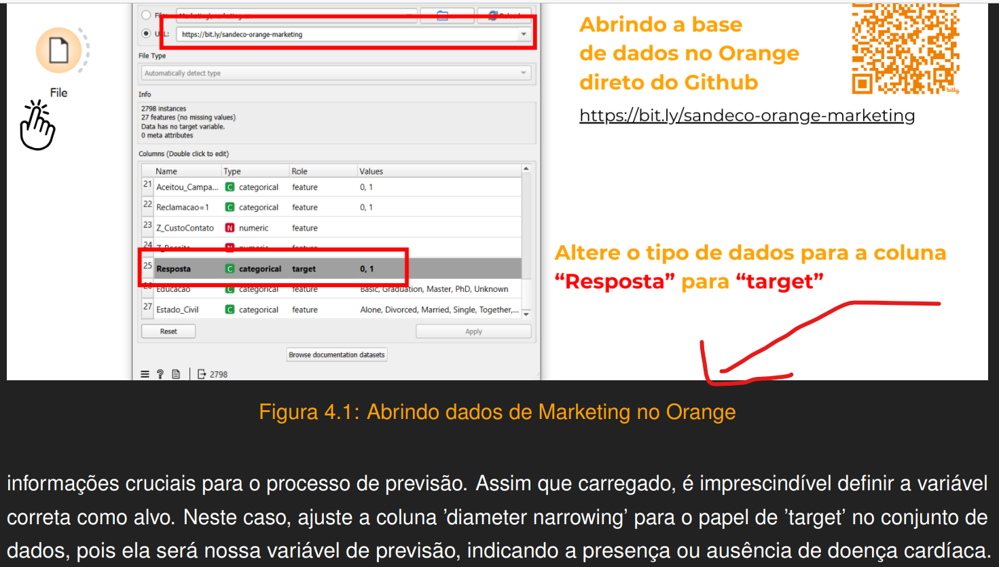 File:
Reload
URL:
https://bit.ly/sandeco-orange-marketing
File Type
Automatically detect type
Info
2798 instances
27 features (no missing values)
Data has no target variable.
0 meta attributes
Columns (Double click to edit)
Name Type Role Values
21 Aceitou_Campa... C categorical feature 0, 1
22 Reclamacao=1 C categorical feature 0, 1
23 Z_CustoContato N numeric feature
24 Z_Receita N numeric feature
25 Resposta C categorical target 0, 1
26 Educacao C categorical feature Basic, Graduation, Master, PhD, Unknown
27 Estado_Civil C categorical feature Alone, Divorced, Married, Single, Together,...
Reset Apply
Browse documentation datasets
2798
File
Abrindo a base
de dados no Orange
direto do Github
https://bit.ly/sandeco-orange-marketing
bitly
Altere o tipo de dados para a coluna
“Resposta” para “target”
Figura 4.1: Abrindo dados de Marketing no Orange
informações cruciais para o processo de previsão. Assim que carregado, é imprescindível definir a variável
correta como alvo. Neste caso, ajuste a coluna ’diameter narrowing’ para o papel de ’target’ no conjunto de
dados, pois ela será nossa variável de previsão, indicando a presença ou ausência de doença cardíaca.